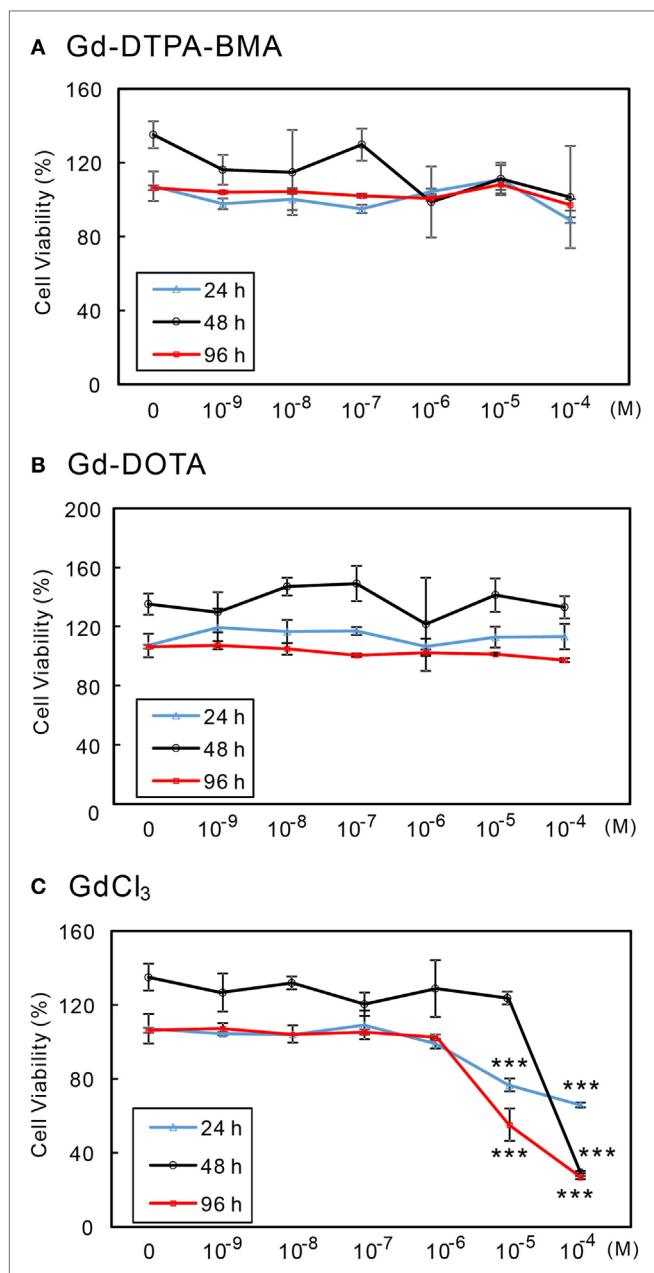 A Gd-DTPA-BMA
160
120
80
40
0
Cell Viability (%)
24 h
48 h
96 h
0 10⁻⁹ 10⁻⁸ 10⁻⁷ 10⁻⁶ 10⁻⁵ 10⁻⁴ (M)
B Gd-DOTA
200
160
120
80
40
0
Cell Viability (%)
24 h
48 h
96 h
0 10⁻⁹ 10⁻⁸ 10⁻⁷ 10⁻⁶ 10⁻⁵ 10⁻⁴ (M)
C GdCl₃
160
120
80
40
0
Cell Viability (%)
*** ***
*** ***
***
24 h
48 h
96 h
0 10⁻⁹ 10⁻⁸ 10⁻⁷ 10⁻⁶ 10⁻⁵ 10⁻⁴ (M)